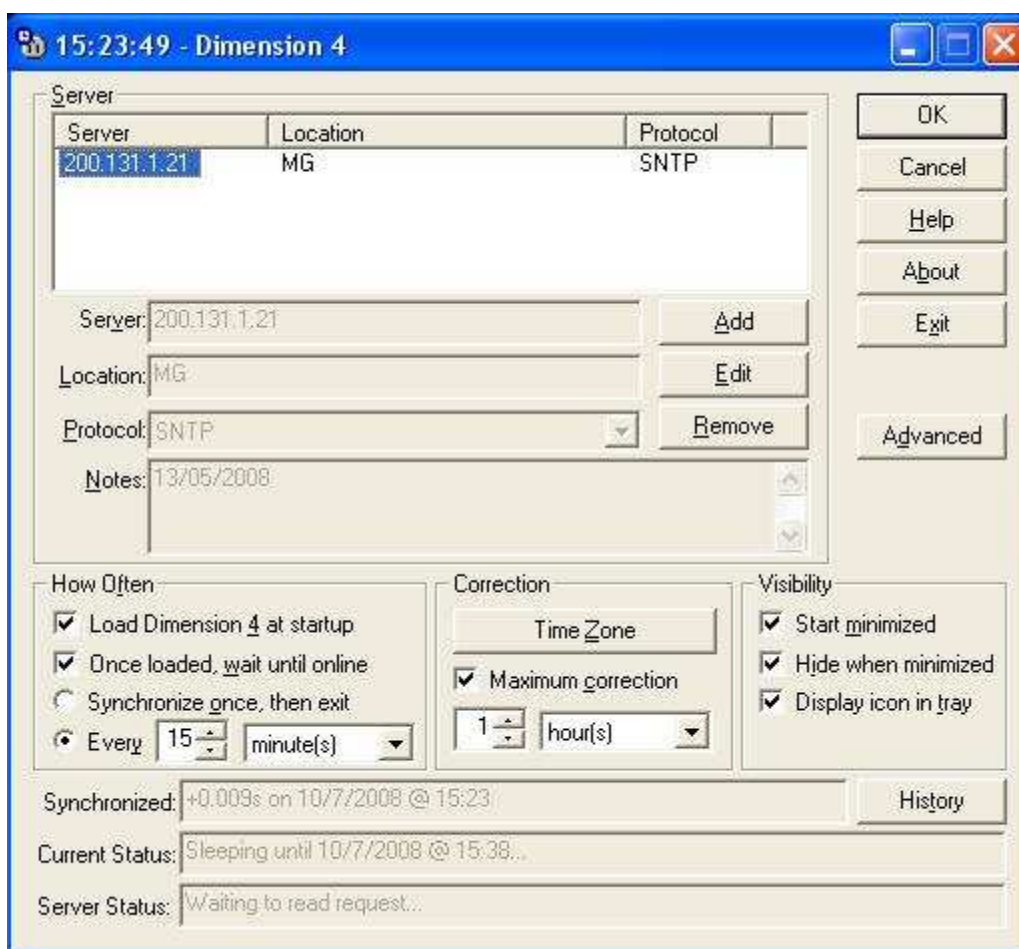 15:23:49 - Dimension 4
Server
Server Location Protocol
200.131.1.21 MG SNTP
OK
Cancel
Help
About
Exit
Advanced
Server: 200.131.1.21 Add
Location: MG Edit
Protocol: SNTP Remove
Notes: 13/05/2008
How Often
Load Dimension 4 at startup
Once loaded, wait until online
Synchronize once, then exit
Every 15 minute(s)
Correction
Time Zone
Maximum correction
1 hour(s)
Visibility
Start minimized
Hide when minimized
Display icon in tray
Synchronized: +0.009s on 10/7/2008 @ 15:23 History
Current Status: Sleeping until 10/7/2008 @ 15:38...
Server Status: Waiting to read request...